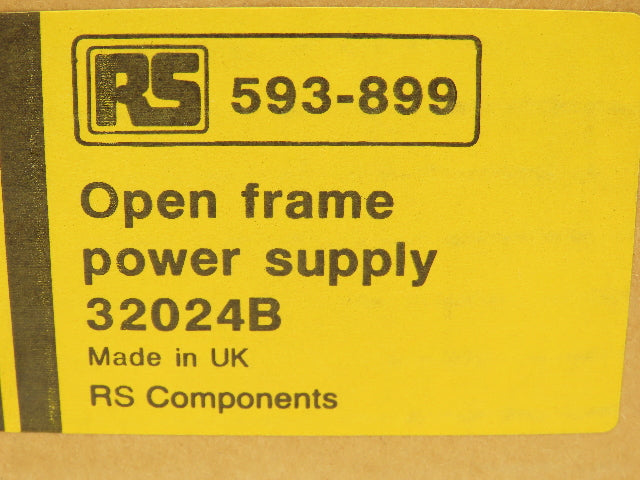 RS 593-899
Open frame
power supply
32024B
Made in UK
RS Components